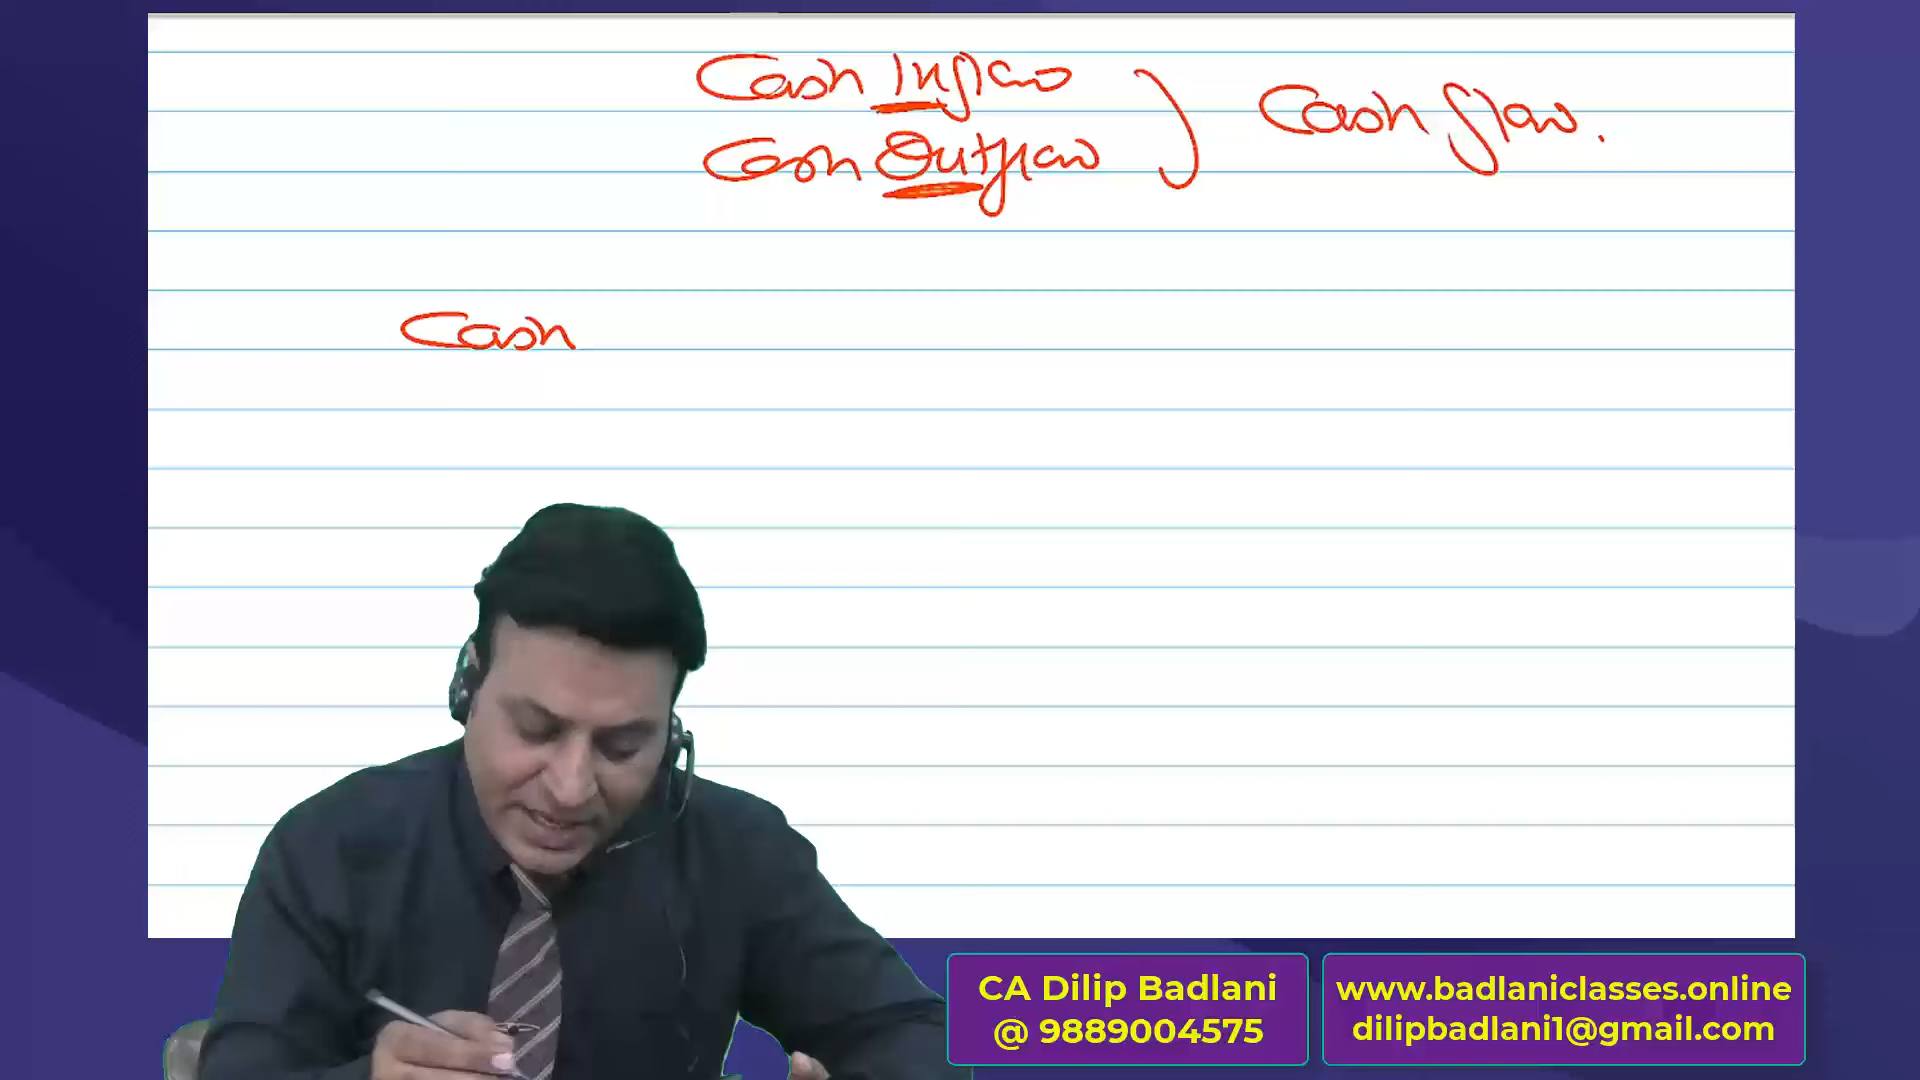 Cash Inflow
Cash Outflow
Cash flow.
Cash
CA Dilip Badlani
@ 9889004575
www.badlaniclasses.online
dilipbadlani1@gmail.com